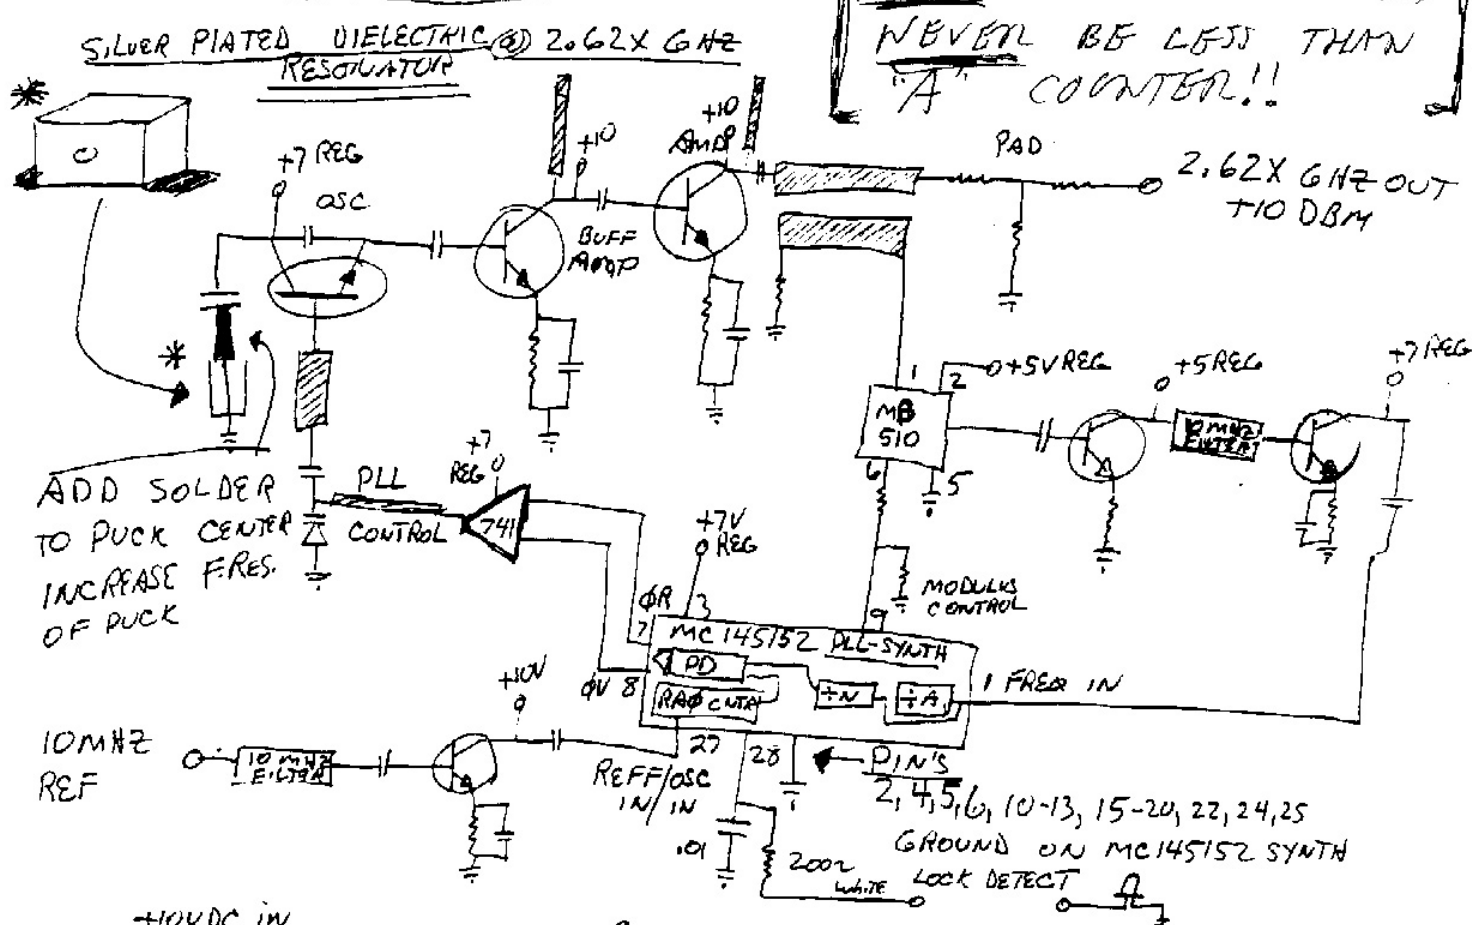 SILVER PLATED DIELECTRIC @ 2.62X GHZ
RESONATOR
NEVER BE LESS THAN
"A" COUNTER!!
*
+7 REG
OSC
+10
BUFF
AMP
+10
AMP
PAD
2.62X GHZ OUT
+10 DBM
*
1
2
+5V REG
MB
510
6
5
+5 REG
10 MHZ
FILTER
+7 REG
ADD SOLDER
TO PUCK CENTER
INCREASE F.RES.
OF PUCK
PLL
CONTROL
+7
REG
741
+7V
REG
MODULUS
CONTROL
ØR
7
3
9
MC145152 PLL-SYNTH
PD
÷N
÷A
ØV 8
1 FREQ IN
10MHZ
REF
10 MHZ
FILTER
+10V
27
28
REFF/OSC
IN/IN
PIN'S
2, 4, 5, 6, 10-13, 15-20, 22, 24, 25
GROUND ON MC145152 SYNTH
.01
200Ω
WHITE
LOCK DETECT
+10VDC IN